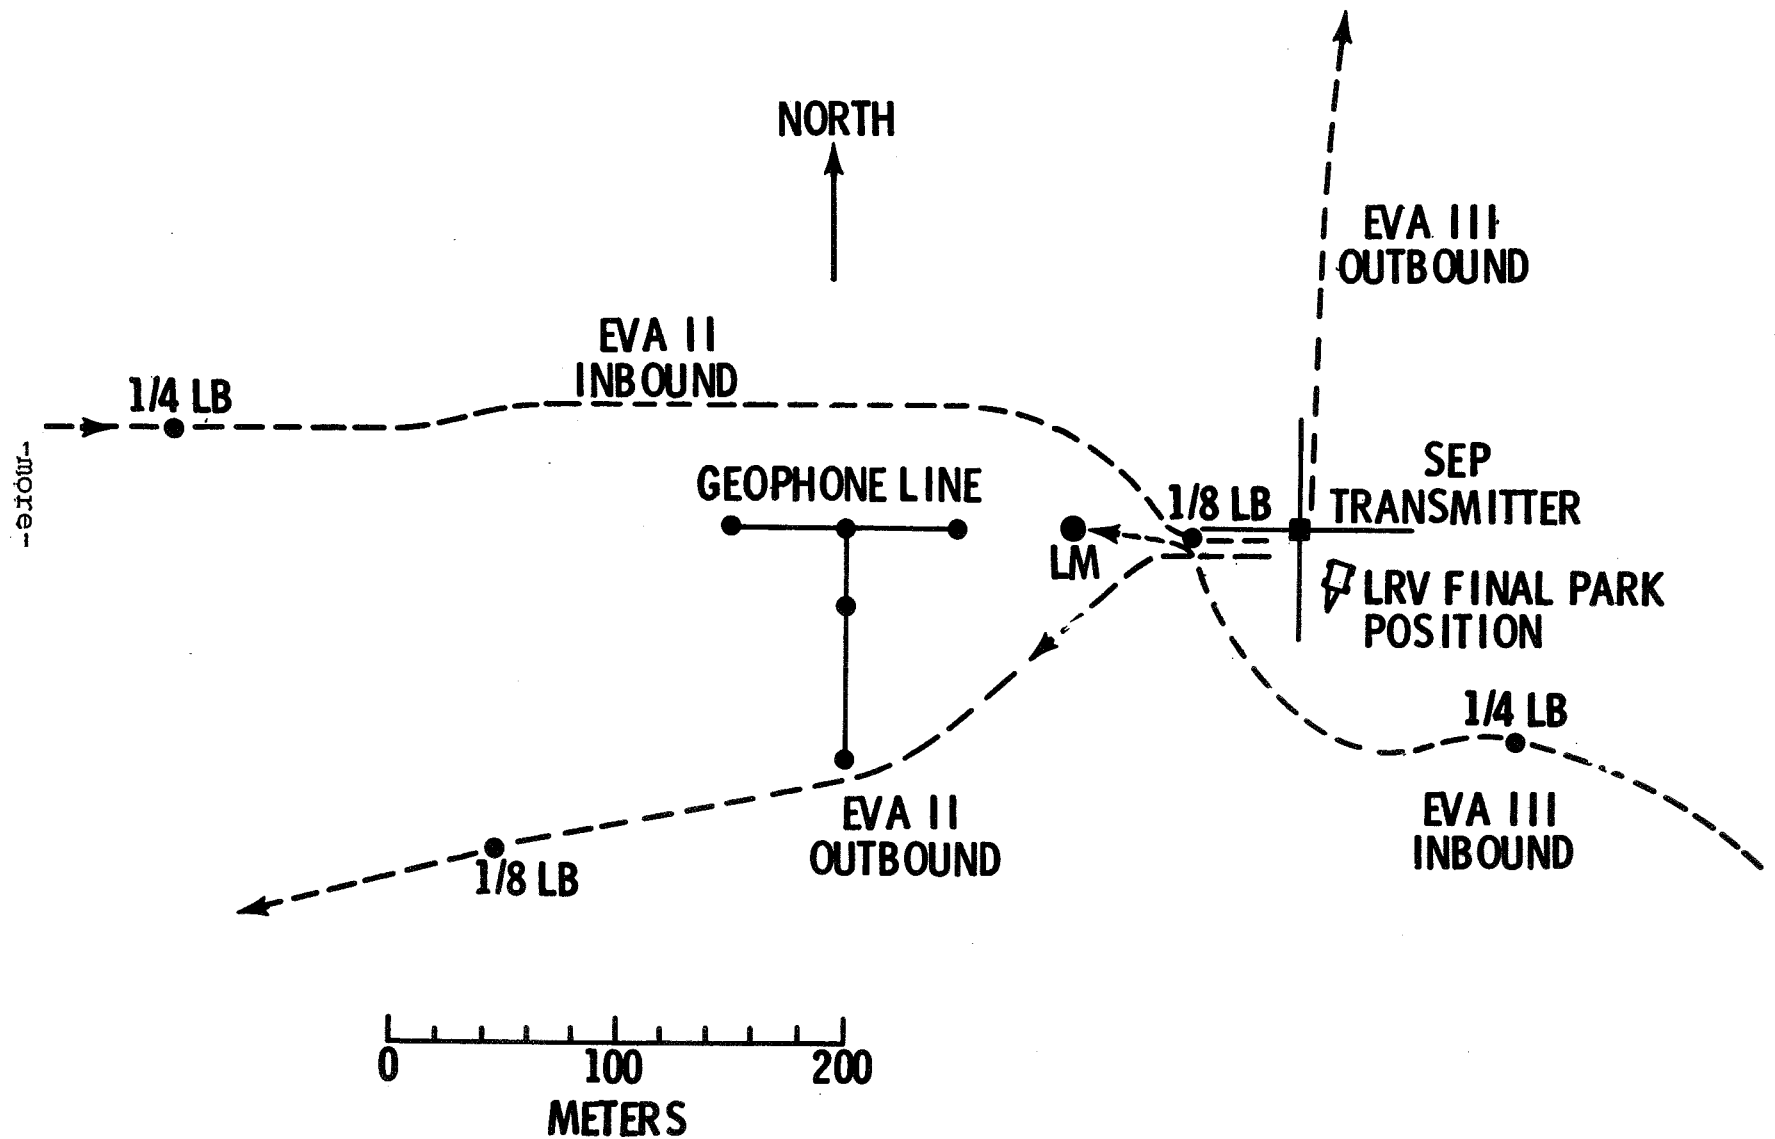 NORTH
EVA III
OUTBOUND
EVA II
INBOUND
1/4 LB
-more-
GEOPHONE LINE
1/8 LB
SEP
TRANSMITTER
LM
LRV FINAL PARK
POSITION
1/4 LB
EVA III
INBOUND
EVA II
OUTBOUND
1/8 LB
0 100 200
METERS